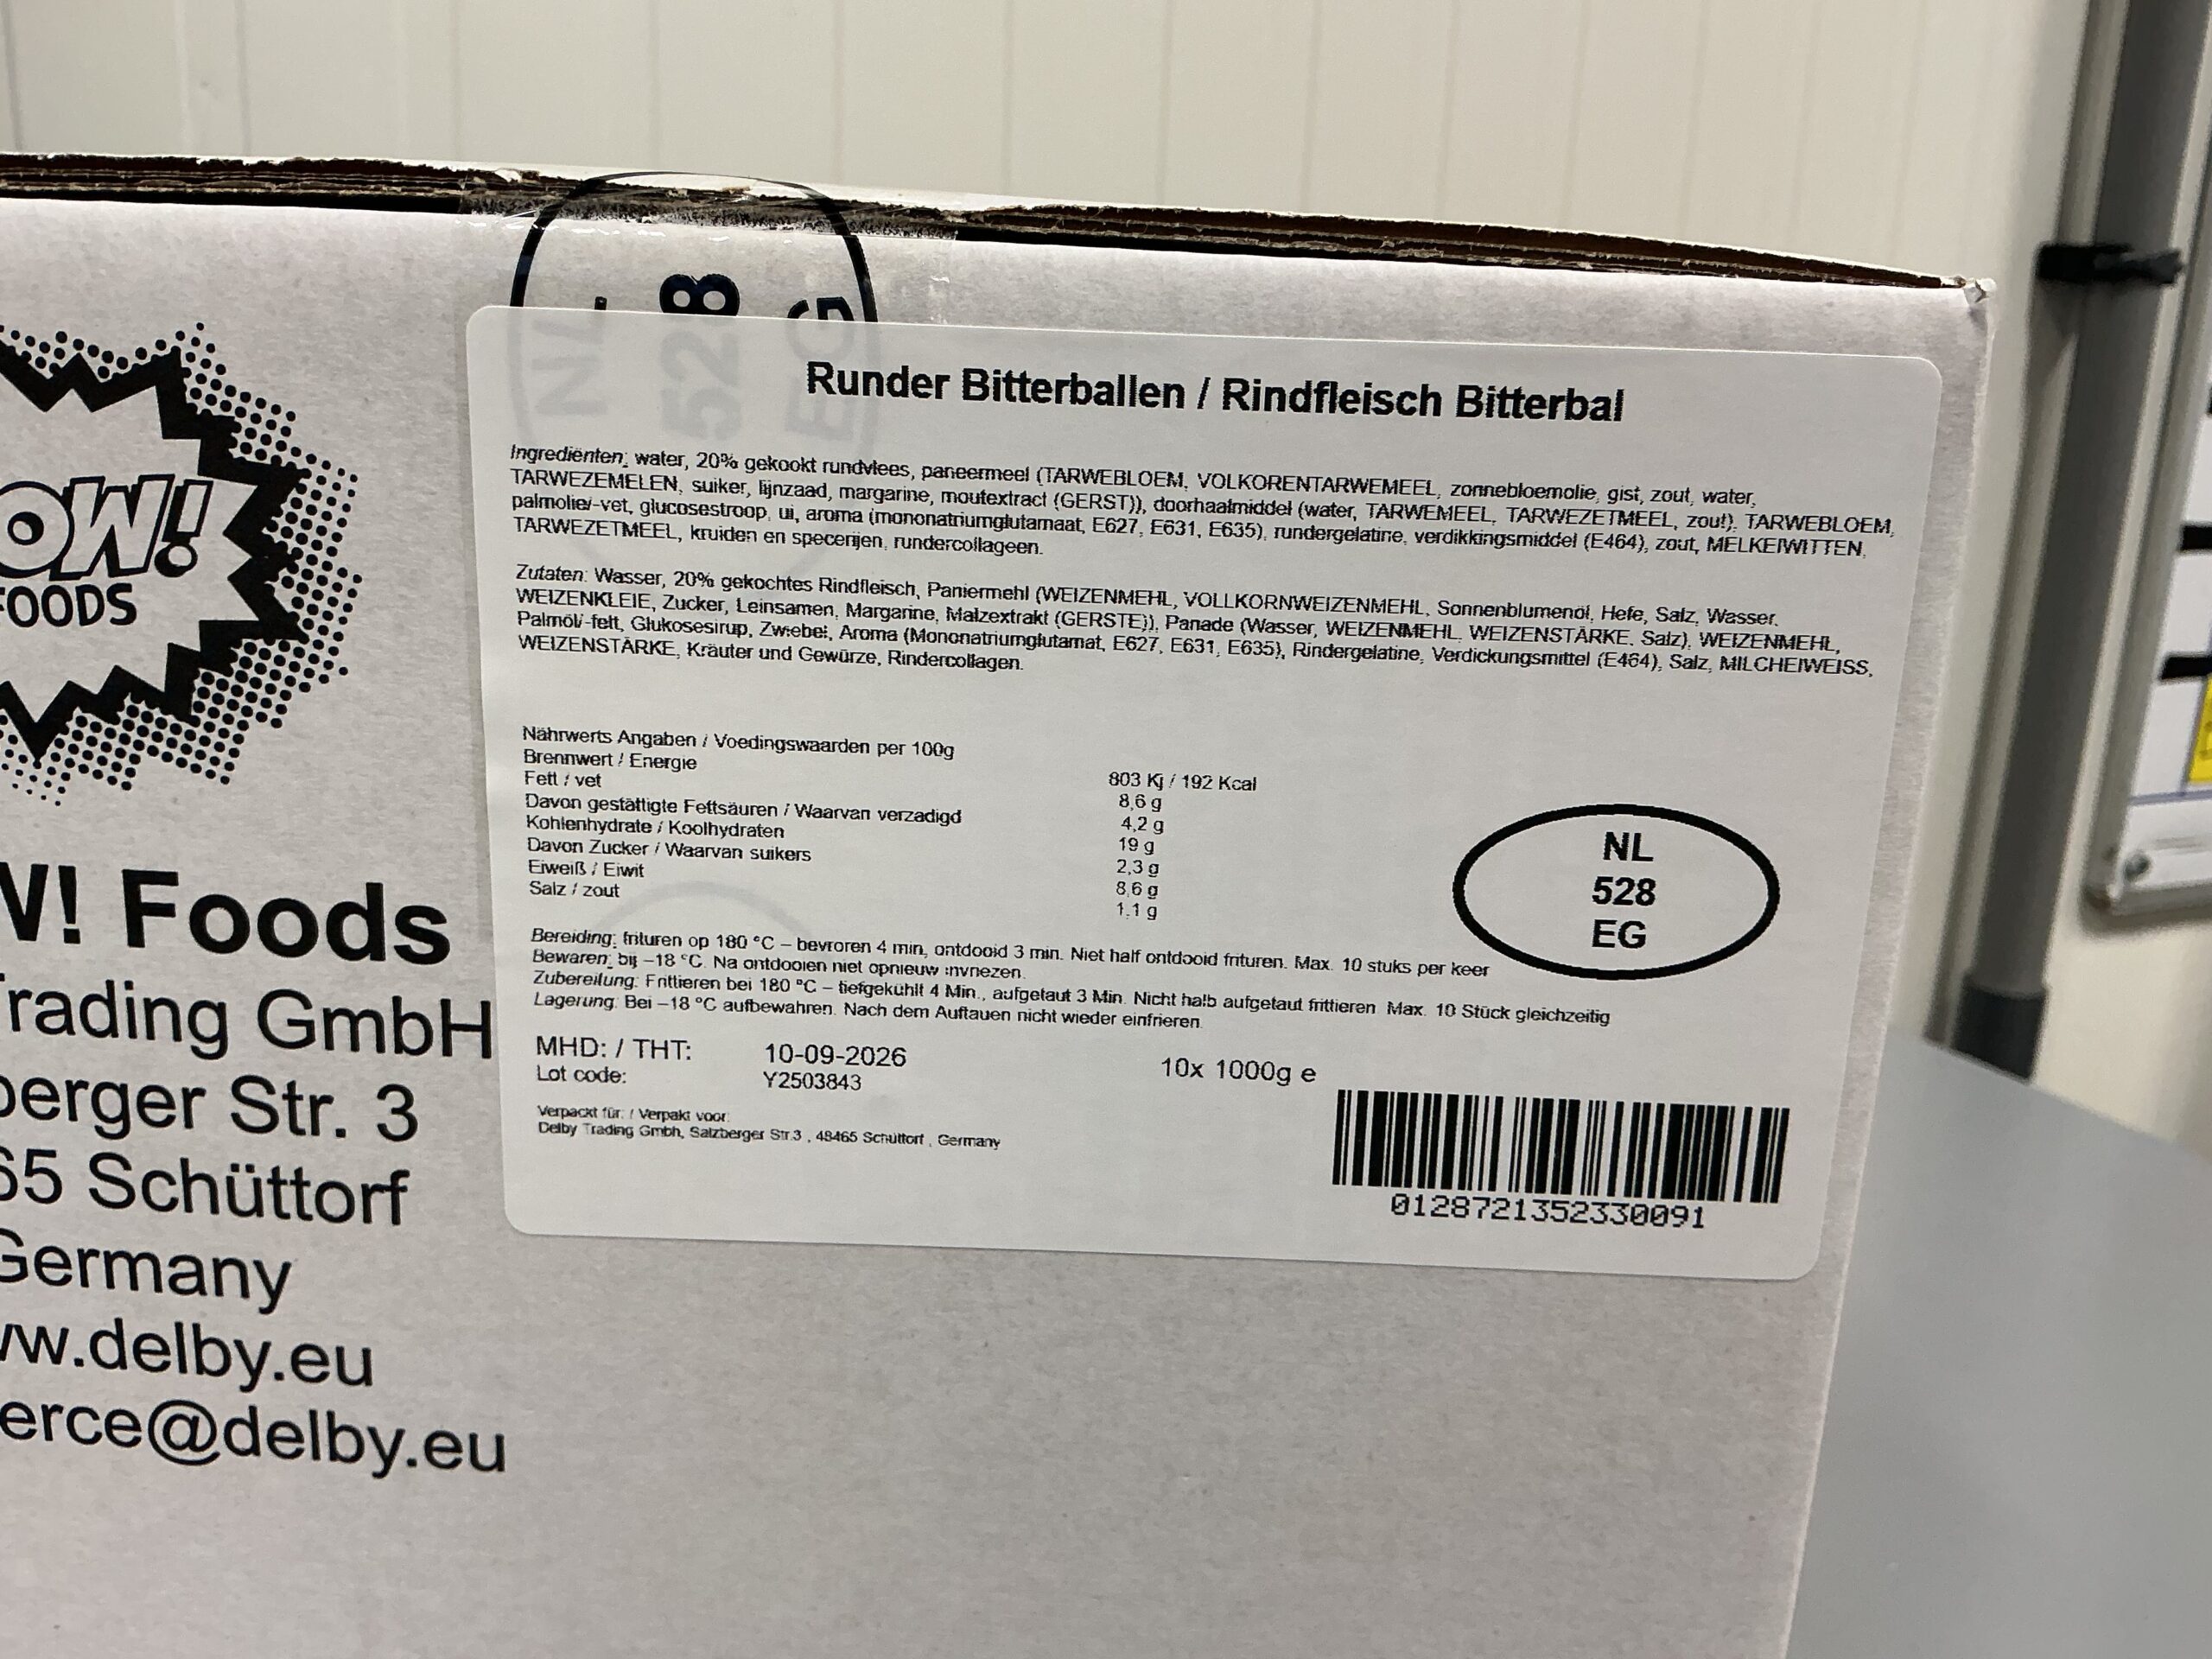 NL
528
EG
OW!
FOODS
W! Foods
Trading GmbH
berger Str. 3
65 Schüttorf
Germany
ww.delby.eu
erce@delby.eu
Runder Bitterballen / Rindfleisch Bitterbal
Ingrediënten: water, 20% gekookt rundvlees, paneermeel (TARWEBLOEM, VOLKORENTARWEMEEL, zonnebloemolie, gist, zout, water,
TARWEZEMELEN, suiker, lijnzaad, margarine, moutextract (GERST)), doorhaalmiddel (water, TARWEMEEL, TARWEZETMEEL, zout), TARWEBLOEM,
palmolie/-vet, glucosestroop, ui, aroma (mononatriumglutamaat, E627, E631, E635), rundergelatine, verdikkingsmiddel (E464), zout, MELKEIWITTEN,
TARWEZETMEEL, kruiden en specerijen, rundercollageen.
Zutaten: Wasser, 20% gekochtes Rindfleisch, Paniermehl (WEIZENMEHL, VOLLKORNWEIZENMEHL, Sonnenblumenöl, Hefe, Salz, Wasser,
WEIZENKLEIE, Zucker, Leinsamen, Margarine, Malzextrakt (GERSTE)), Panade (Wasser, WEIZENMEHL, WEIZENSTÄRKE, Salz), WEIZENMEHL,
Palmöl/-fett, Glukosesirup, Zwiebel, Aroma (Mononatriumglutamat, E627, E631, E635), Rindergelatine, Verdickungsmittel (E464), Salz, MILCHEIWEISS,
WEIZENSTÄRKE, Kräuter und Gewürze, Rindercollagen.
Nährwerts Angaben / Voedingswaarden per 100g
Brennwert / Energie 803 Kj / 192 Kcal
Fett / vet 8,6 g
Davon gestättigte Fettsäuren / Waarvan verzadigd 4,2 g
Kohlenhydrate / Koolhydraten 19 g
Davon Zucker / Waarvan suikers 2,3 g
Eiweiß / Eiwit 8,6 g
Salz / zout 1,1 g
NL
528
EG
Bereiding: frituren op 180 °C – bevroren 4 min, ontdooid 3 min. Niet half ontdooid frituren. Max. 10 stuks per keer
Bewaren: bij –18 °C. Na ontdooien niet opnieuw invriezen.
Zubereitung: Frittieren bei 180 °C – tiefgekühlt 4 Min., aufgetaut 3 Min. Nicht halb aufgetaut frittieren. Max. 10 Stück gleichzeitig
Lagerung: Bei –18 °C aufbewahren. Nach dem Auftauen nicht wieder einfrieren.
MHD: / THT: 10-09-2026
Lot code: Y2503843
10x 1000g e
Verpackt für: / Verpakt voor:
Delby Trading Gmbh, Salzberger Str.3 , 48465 Schüttorf , Germany
0128721352330091